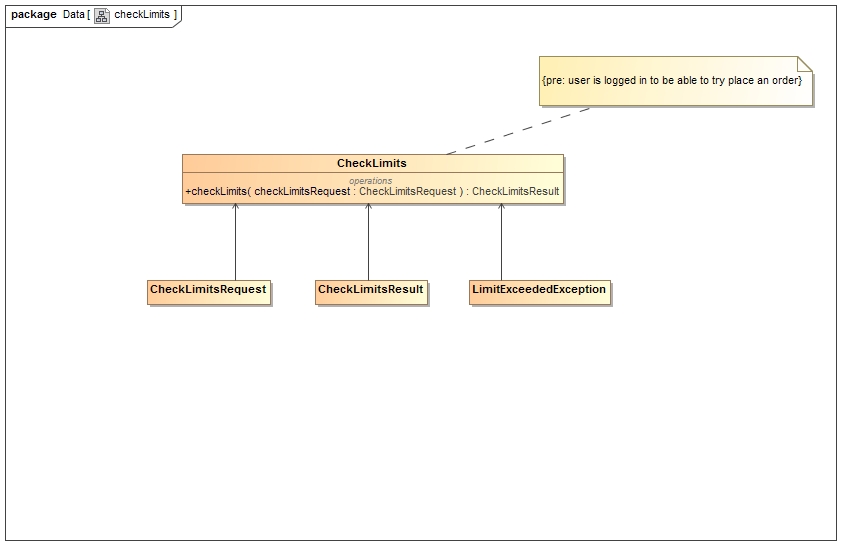 package Data [ checkLimits ]
{pre: user is logged in to be able to try place an order}
CheckLimits
operations
+checkLimits( checkLimitsRequest : CheckLimitsRequest ) : CheckLimitsResult
CheckLimitsRequest
CheckLimitsResult
LimitExceededException